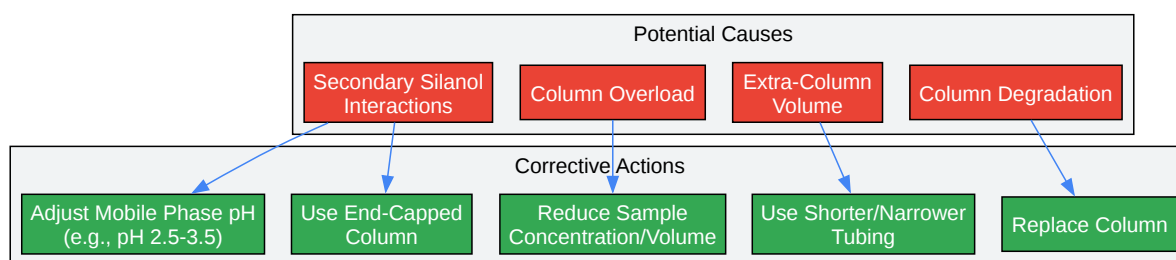 Potential Causes
Secondary Silanol
Interactions
Column Overload
Extra-Column
Volume
Column Degradation
Corrective Actions
Adjust Mobile Phase pH
(e.g., pH 2.5-3.5)
Use End-Capped
Column
Reduce Sample
Concentration/Volume
Use Shorter/Narrower
Tubing
Replace Column